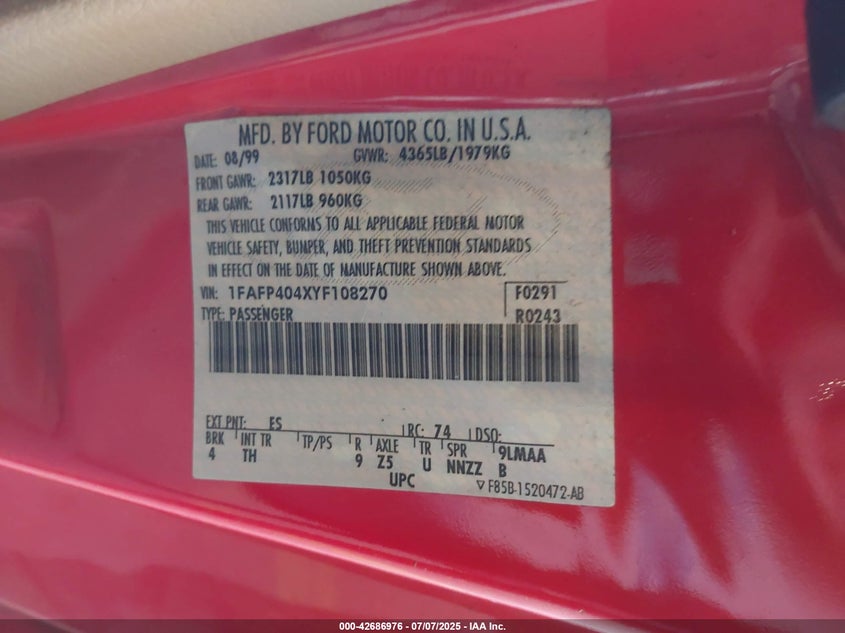 MFD. BY FORD MOTOR CO. IN U.S.A.
DATE: 08/99 GVWR: 4365LB/1979KG
FRONT GAWR: 2317LB 1050KG
REAR GAWR: 2117LB 960KG
THIS VEHICLE CONFORMS TO ALL APPLICABLE FEDERAL MOTOR
VEHICLE SAFETY, BUMPER, AND THEFT PREVENTION STANDARDS
IN EFFECT ON THE DATE OF MANUFACTURE SHOWN ABOVE.
VIN: 1FAFP404XYF108270 F0291
TYPE: PASSENGER R0243
EXT PNT: ES RC: 74 DSO:
BRK INT TR TP/PS R AXLE TR SPR 9LMAA
4 TH 9 Z5 U NNZZ B
UPC F85B-1520472-AB
000-42686976 / 07/07/2025 - IAA Inc.